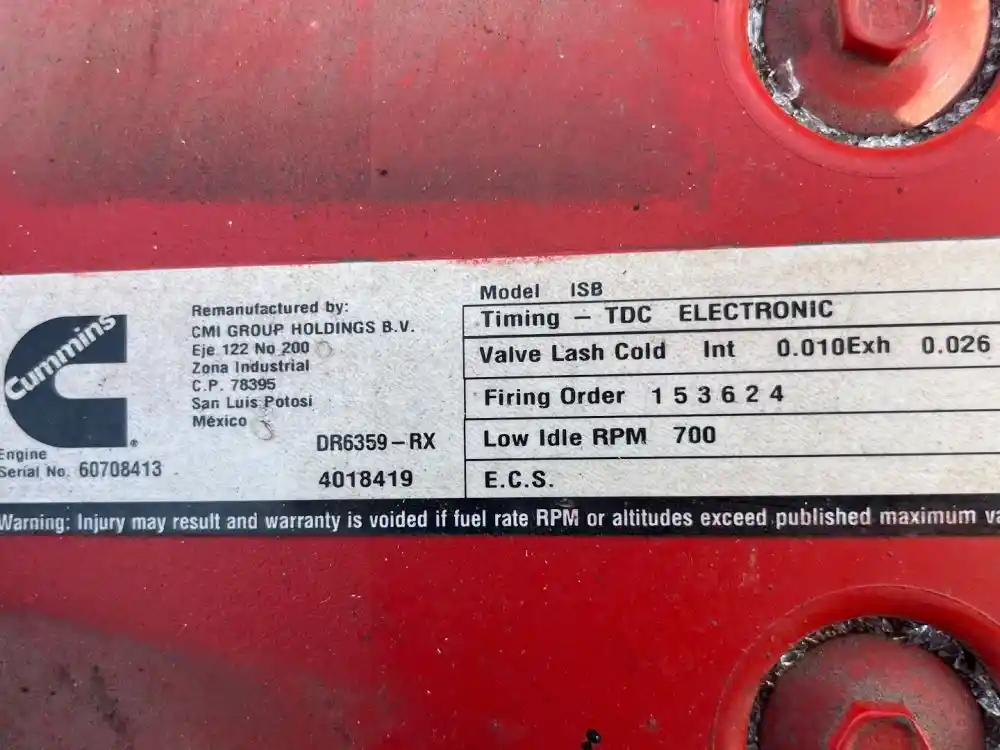 Cummins
Engine
Serial No. 60708413
Remanufactured by:
CMI GROUP HOLDINGS B.V.
Eje 122 No 200
Zona Industrial
C.P. 78395
San Luis Potosi
México
DR6359-RX
4018419
Model ISB
Timing – TDC ELECTRONIC
Valve Lash Cold Int 0.010Exh 0.026
Firing Order 1 5 3 6 2 4
Low Idle RPM 700
E.C.S.
Warning: Injury may result and warranty is voided if fuel rate RPM or altitudes exceed published maximum